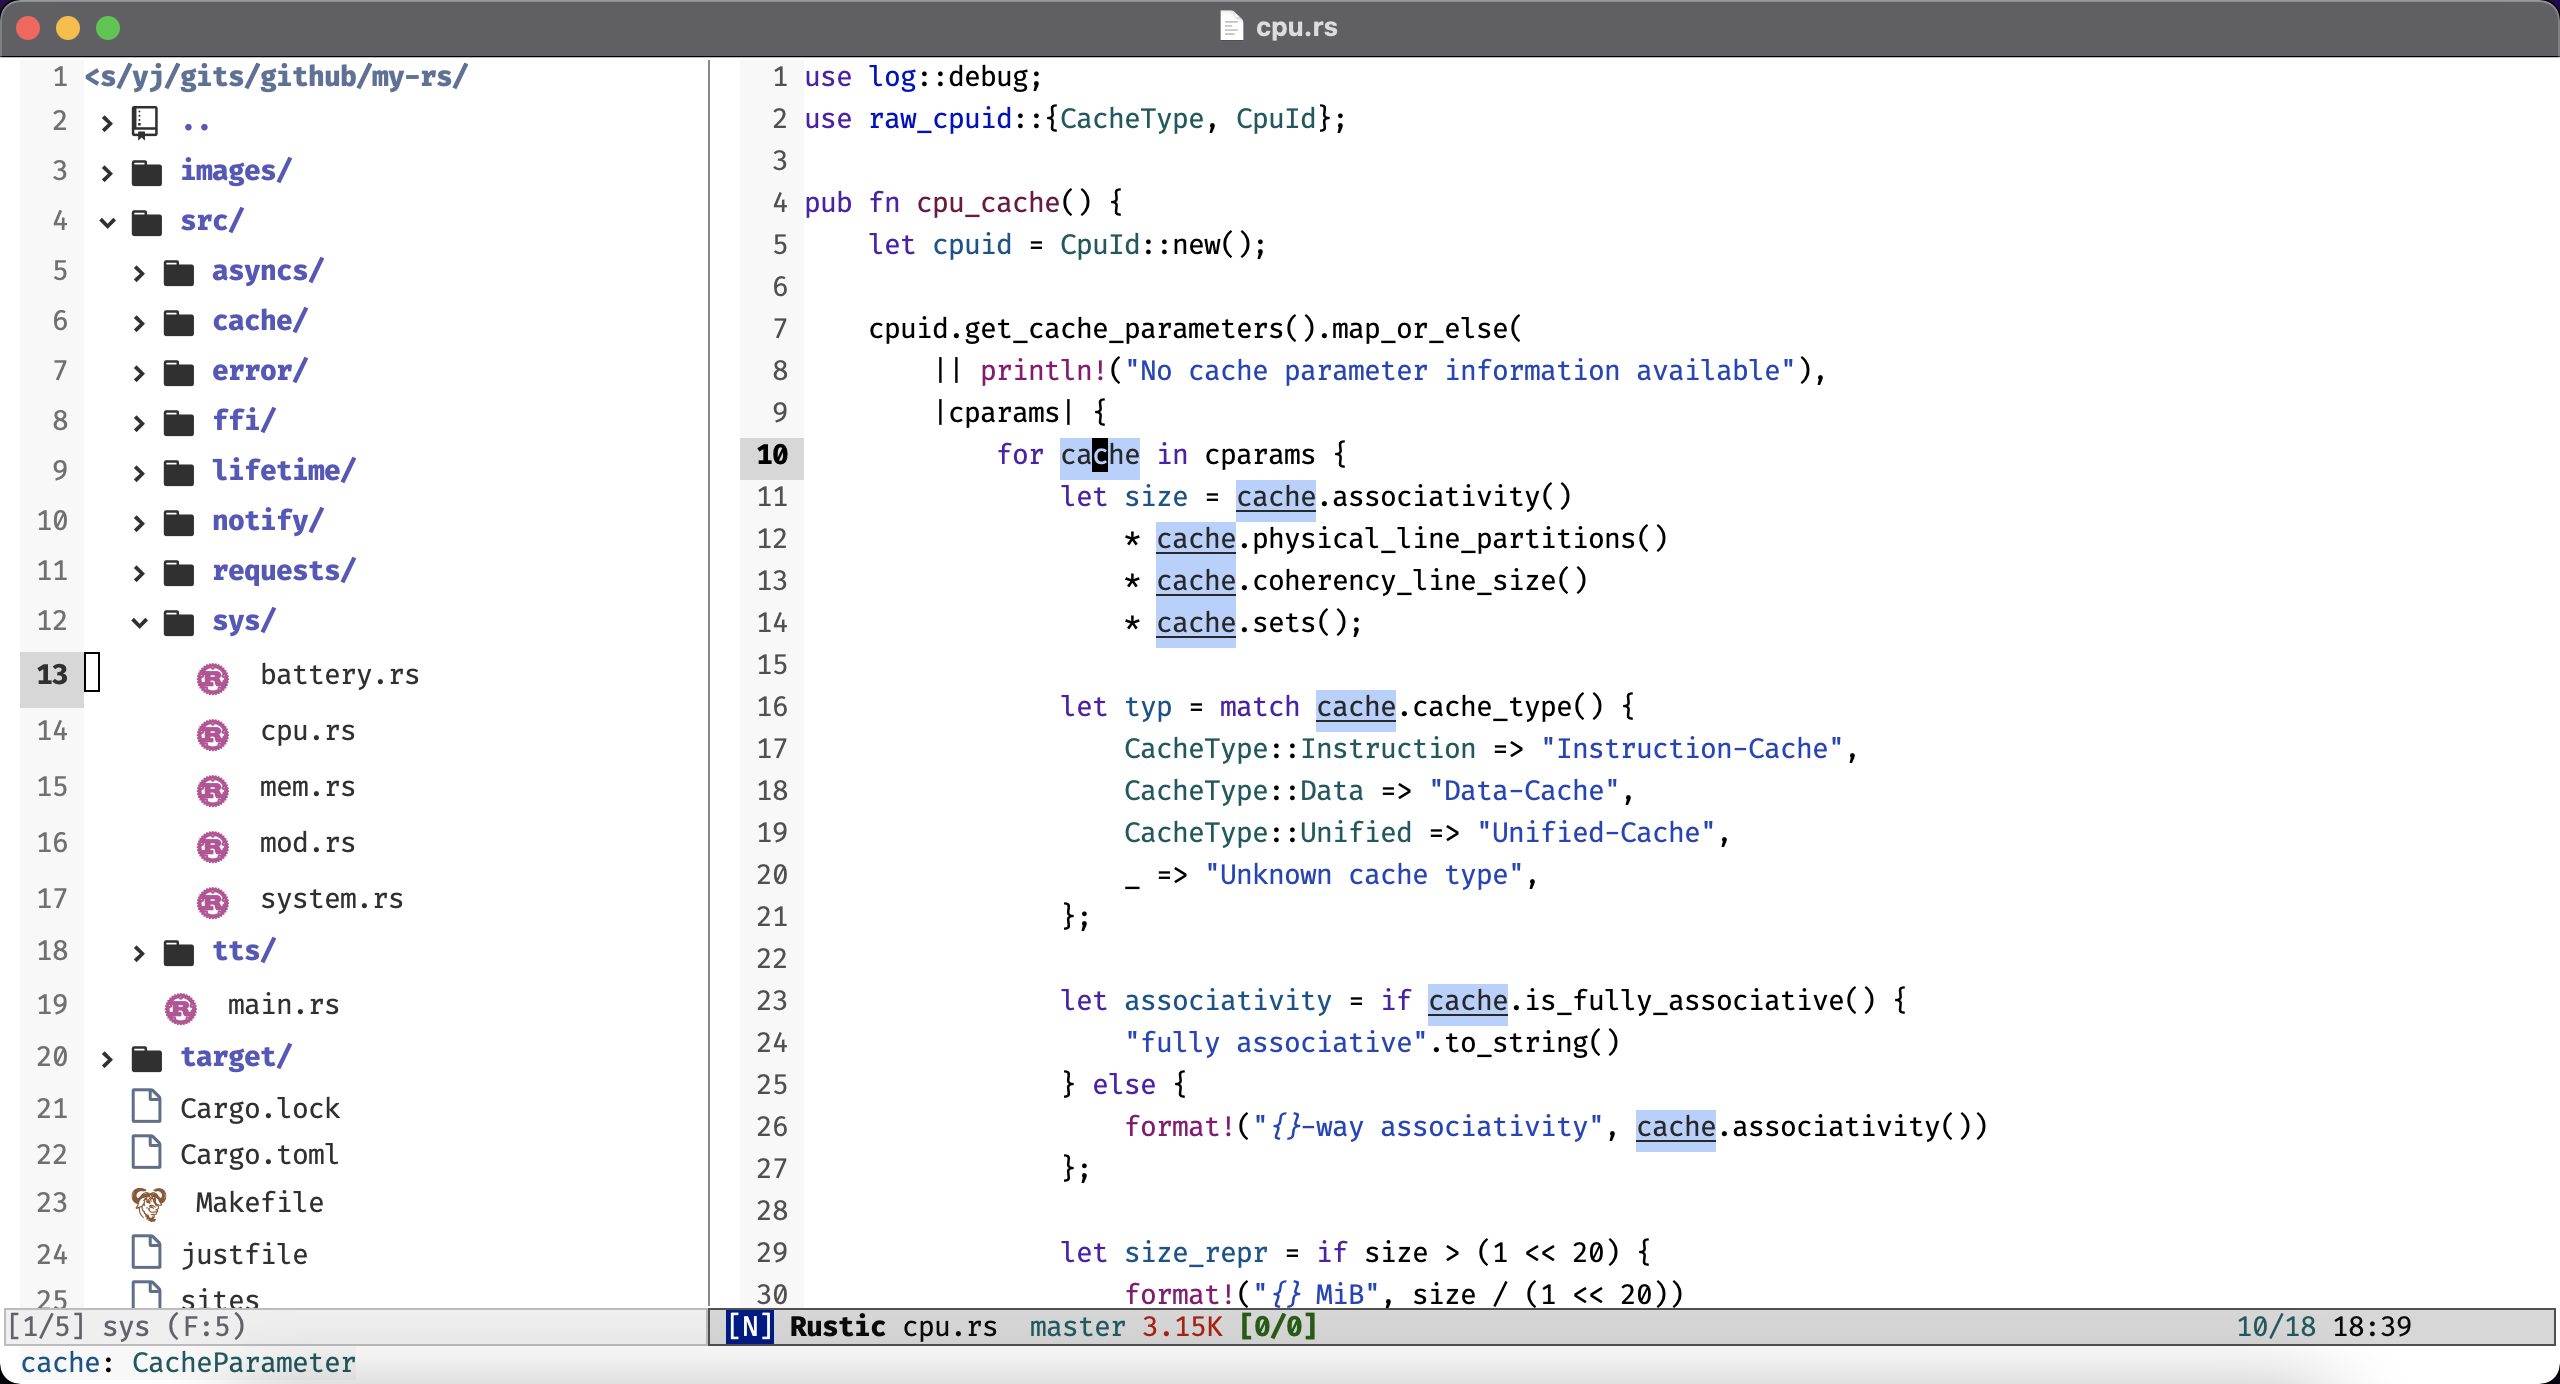 cpu.rs
1 <s/yj/gits/github/my-rs/
2 > ..
3 > images/
4 src/
5 > asyncs/
6 > cache/
7 > error/
8 > ffi/
9 > lifetime/
10 > notify/
11 > requests/
12 sys/
13 battery.rs
14 cpu.rs
15 mem.rs
16 mod.rs
17 system.rs
18 > tts/
19 main.rs
20 > target/
21 Cargo.lock
22 Cargo.toml
23 Makefile
24 justfile
25 sites
[1/5] sys (F:5)
1 use log::debug;
2 use raw_cpuid::{CacheType, CpuId};
3
4 pub fn cpu_cache() {
5     let cpuid = CpuId::new();
6
7     cpuid.get_cache_parameters().map_or_else(
8         || println!("No cache parameter information available"),
9         |cparams| {
10             for cache in cparams {
11                 let size = cache.associativity()
12                     * cache.physical_line_partitions()
13                     * cache.coherency_line_size()
14                     * cache.sets();
15
16                 let typ = match cache.cache_type() {
17                     CacheType::Instruction => "Instruction-Cache",
18                     CacheType::Data => "Data-Cache",
19                     CacheType::Unified => "Unified-Cache",
20                     _ => "Unknown cache type",
21                 };
22
23                 let associativity = if cache.is_fully_associative() {
24                     "fully associative".to_string()
25                 } else {
26                     format!("{}-way associativity", cache.associativity())
27                 };
28
29                 let size_repr = if size > (1 << 20) {
30                     format!("{} MiB", size / (1 << 20))
[N] Rustic cpu.rs master 3.15K [0/0] 10/18 18:39
cache: CacheParameter